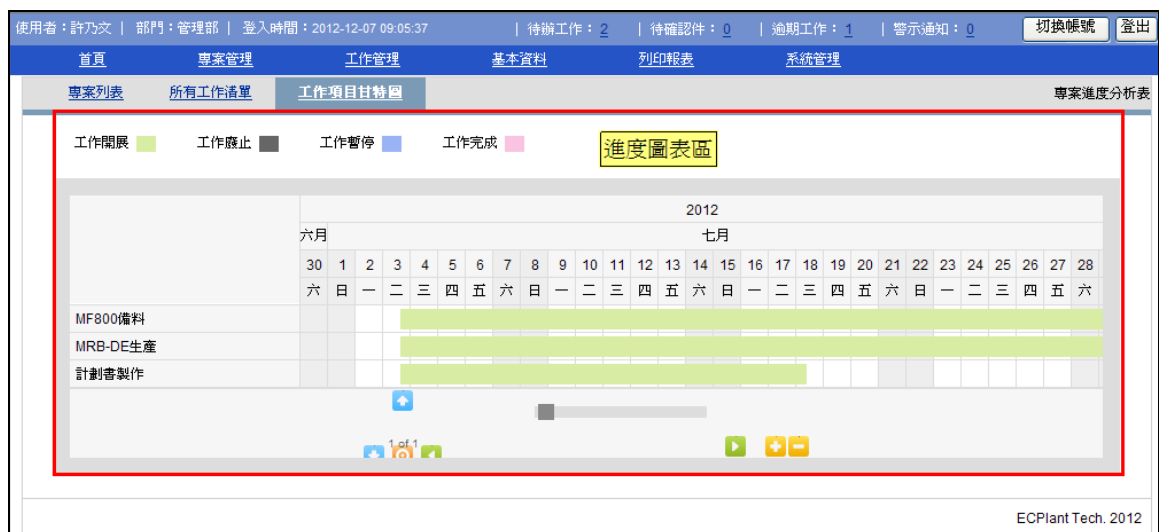 使用者：許乃文 | 部門：管理部 | 登入時間：2012-12-07 09:05:37 | 待辦工作：2 | 待確認件：0 | 逾期工作：1 | 警示通知：0 切換帳號 登出
首頁 專案管理 工作管理 基本資料 列印報表 系統管理
專案列表 所有工作清單 工作項目甘特圖 專案進度分析表
工作開展 工作廢止 工作暫停 工作完成 進度圖表區
2012
六月 七月
30 1 2 3 4 5 6 7 8 9 10 11 12 13 14 15 16 17 18 19 20 21 22 23 24 25 26 27 28
六 日 一 二 三 四 五 六 日 一 二 三 四 五 六 日 一 二 三 四 五 六 日 一 二 三 四 五 六
MF800備料
MRB-DE生產
計劃書製作
1 of 1
ECPlant Tech. 2012